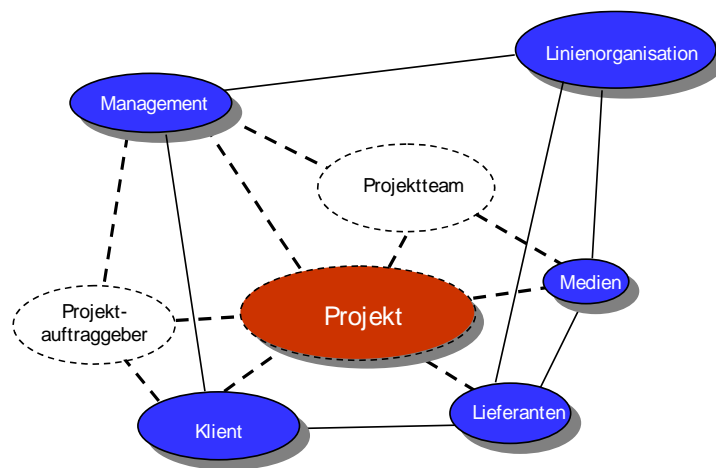 Linienorganisation
Management
Projektteam
Medien
Projekt-
auftraggeber
Projekt
Lieferanten
Klient